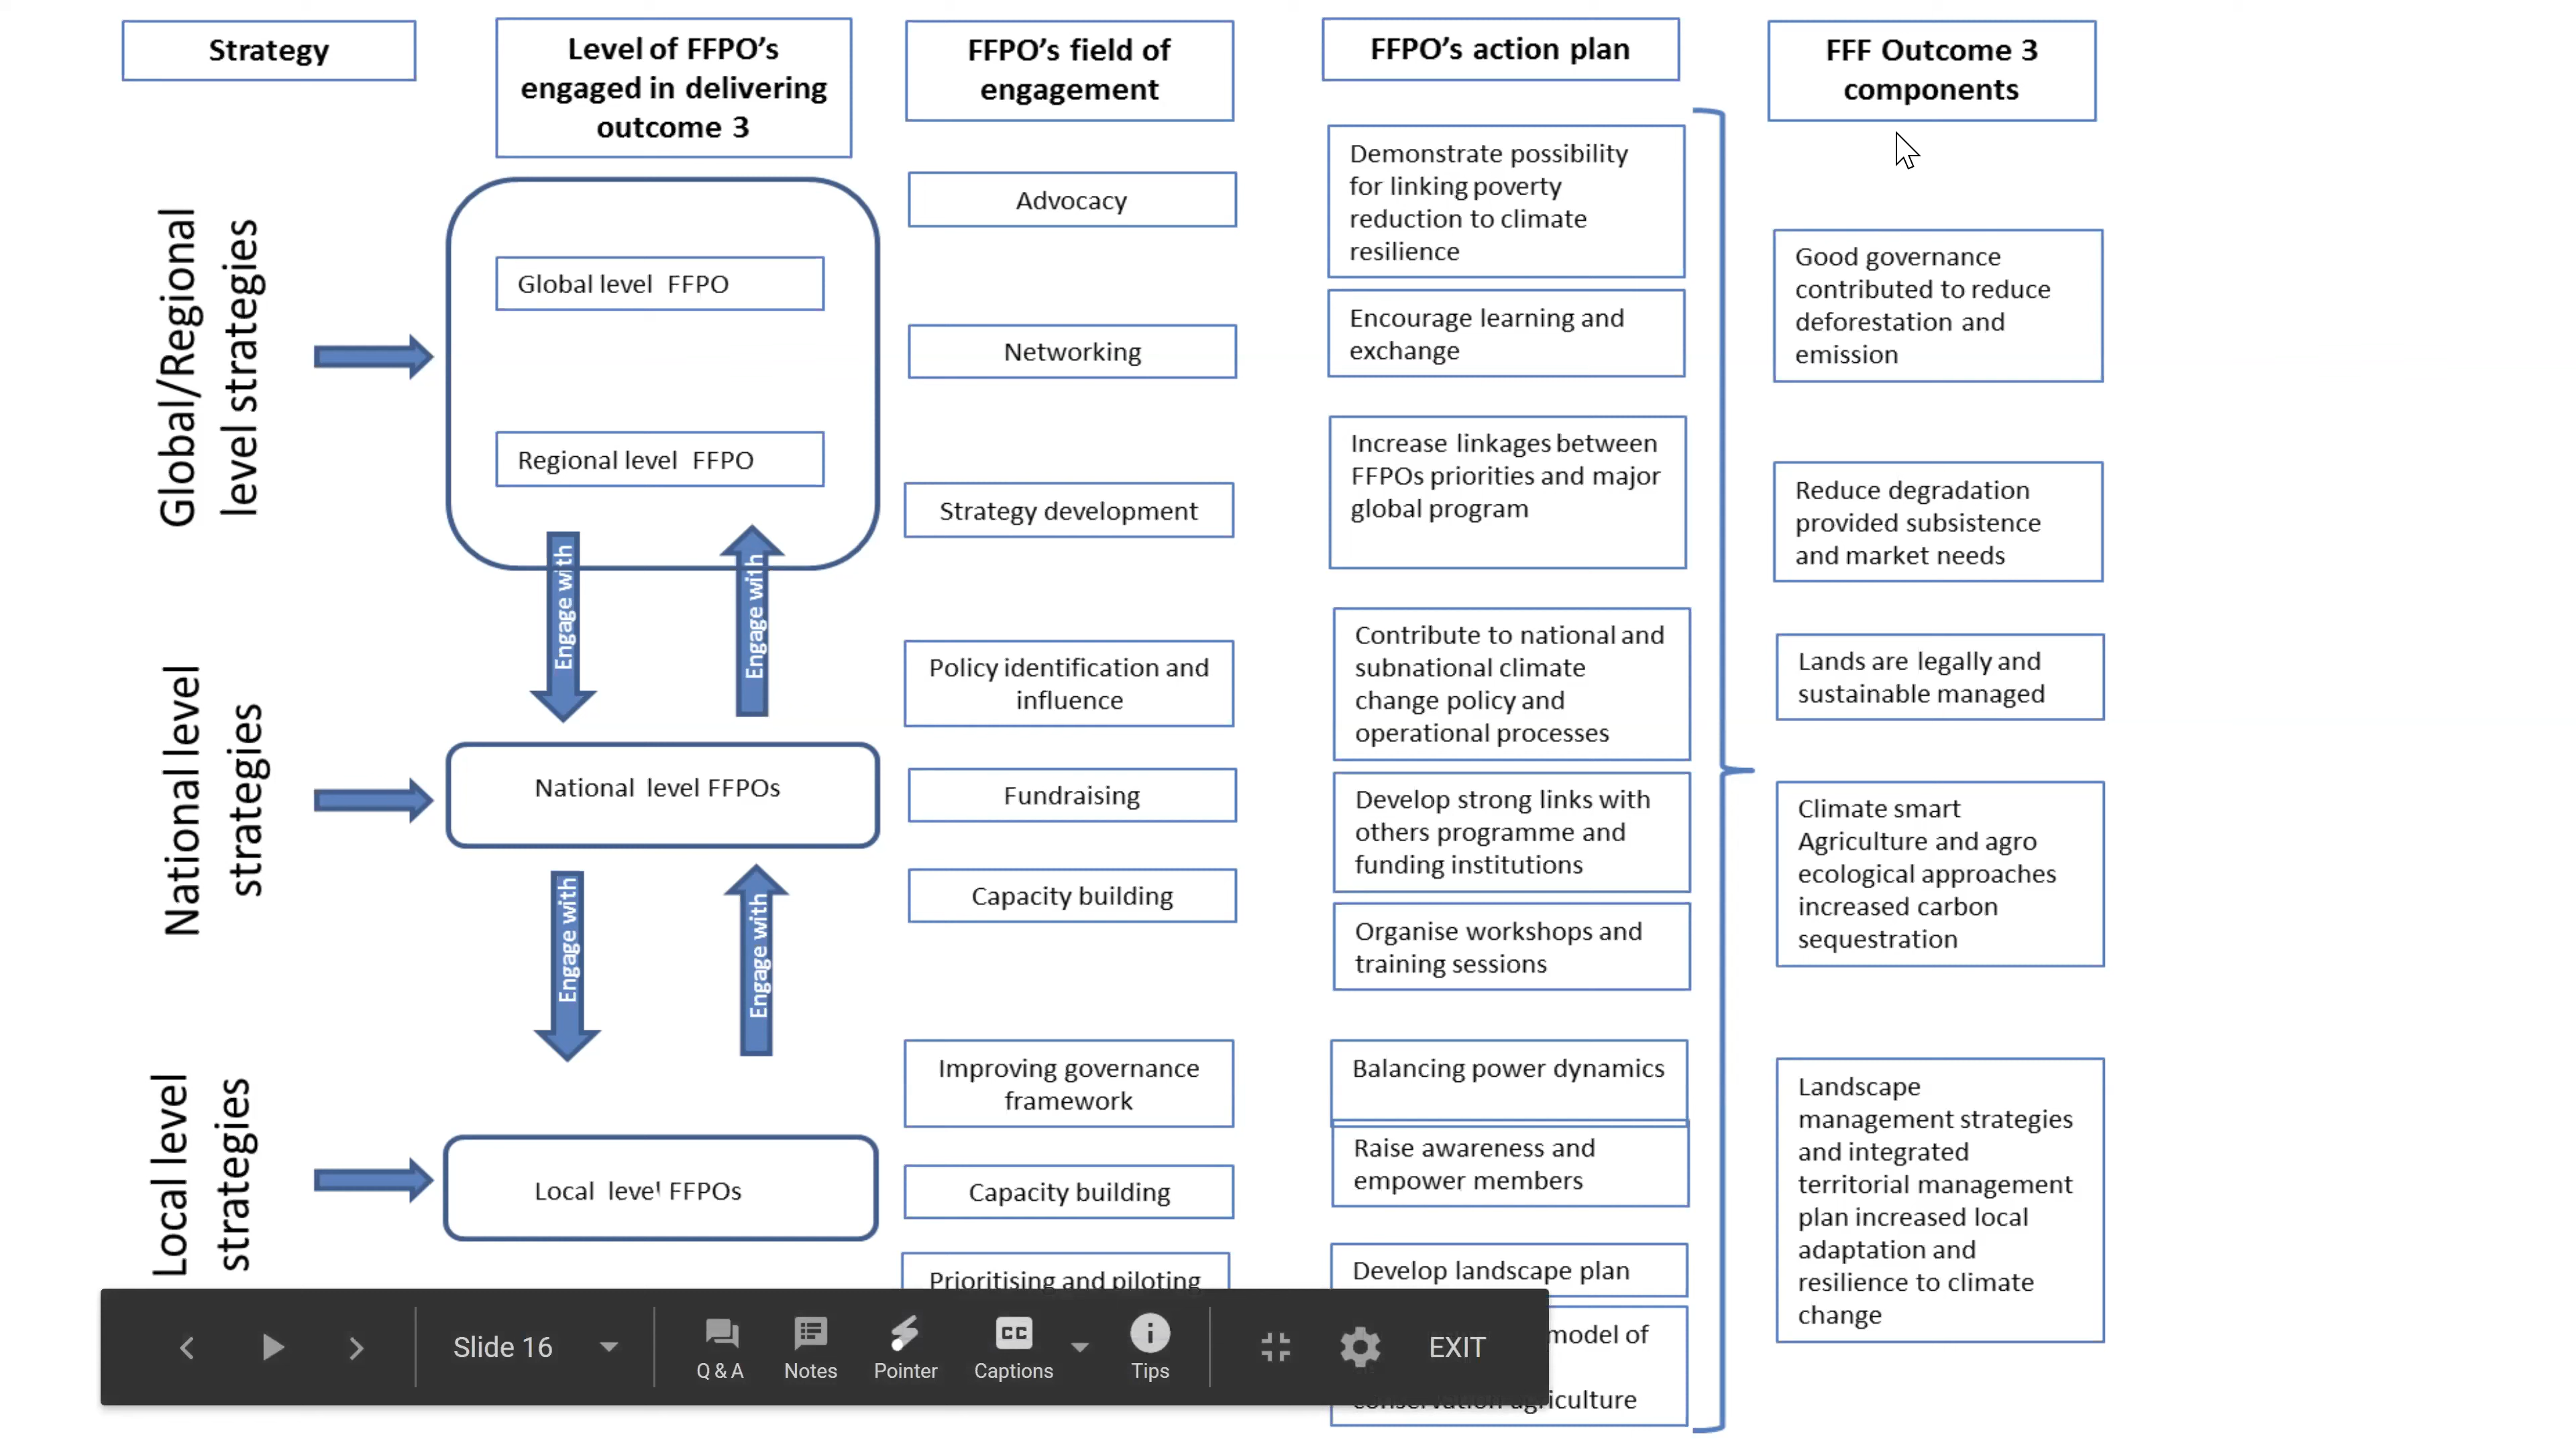 Strategy
Level of FFPO’s
engaged in delivering
outcome 3
FFPO’s field of
engagement
FFPO’s action plan
FFF Outcome 3
components
Global/Regional
level strategies
Global level FFPO
Regional level FFPO
Engage with
Engage with
Advocacy
Networking
Strategy development
Demonstrate possibility
for linking poverty
reduction to climate
resilience
Encourage learning and
exchange
Increase linkages between
FFPOs priorities and major
global program
National level
strategies
National level FFPOs
Engage with
Engage with
Policy identification and
influence
Fundraising
Capacity building
Contribute to national and
subnational climate
change policy and
operational processes
Develop strong links with
others programme and
funding institutions
Organise workshops and
training sessions
Local level
strategies
Local level FFPOs
Improving governance
framework
Capacity building
Prioritising and piloting
Balancing power dynamics
Raise awareness and
empower members
Develop landscape plan
model of
conservation agriculture
Good governance
contributed to reduce
deforestation and
emission
Reduce degradation
provided subsistence
and market needs
Lands are legally and
sustainable managed
Climate smart
Agriculture and agro
ecological approaches
increased carbon
sequestration
Landscape
management strategies
and integrated
territorial management
plan increased local
adaptation and
resilience to climate
change
Slide 16
Q & A
Notes
Pointer
CC
Captions
Tips
EXIT